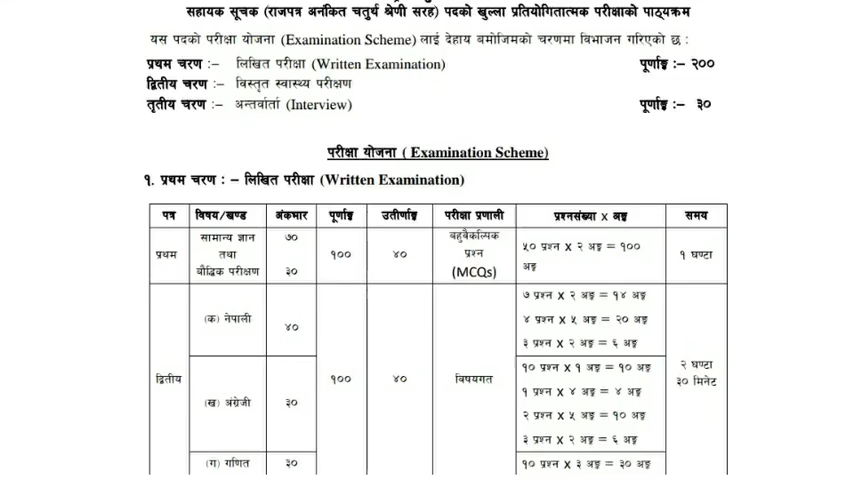 सहायक सूचक (राजपत्र अनंकित चतुर्थ श्रेणी सरह) पदको खुल्ला प्रतियोगितात्मक परीक्षाको पाठ्यक्रम
यस पदको परीक्षा योजना (Examination Scheme) लाई देहाय बमोजिमको चरणमा विभाजन गरिएको छ :
प्रथम चरण :– लिखित परीक्षा (Written Examination) पूर्णाङ्क :– २००
द्वितीय चरण :– विस्तृत स्वास्थ्य परीक्षण
तृतीय चरण :– अन्तर्वार्ता (Interview) पूर्णाङ्क :– ३०
परीक्षा योजना ( Examination Scheme)
१. प्रथम चरण : – लिखित परीक्षा (Written Examination)
पत्र विषय/खण्ड अंकभार पूर्णाङ्क उतीर्णाङ्क परीक्षा प्रणाली प्रश्नसंख्या X अङ्क समय
प्रथम सामान्य ज्ञान तथा बौद्धिक परीक्षण ७० ३० १०० ४० बहुवैकल्पिक प्रश्न (MCQs) ५० प्रश्न X २ अङ्क = १०० अङ्क १ घण्टा
द्वितीय (क) नेपाली ४० १०० ४० विषयगत ७ प्रश्न X २ अङ्क = १४ अङ्क
४ प्रश्न X ५ अङ्क = २० अङ्क
३ प्रश्न X २ अङ्क = ६ अङ्क
२ घण्टा ३० मिनेट
(ख) अंग्रेजी ३० १० प्रश्न X १ अङ्क = १० अङ्क
१ प्रश्न X ४ अङ्क = ४ अङ्क
२ प्रश्न X ५ अङ्क = १० अङ्क
३ प्रश्न X २ अङ्क = ६ अङ्क
(ग) गणित ३० १० प्रश्न X ३ अङ्क = ३० अङ्क